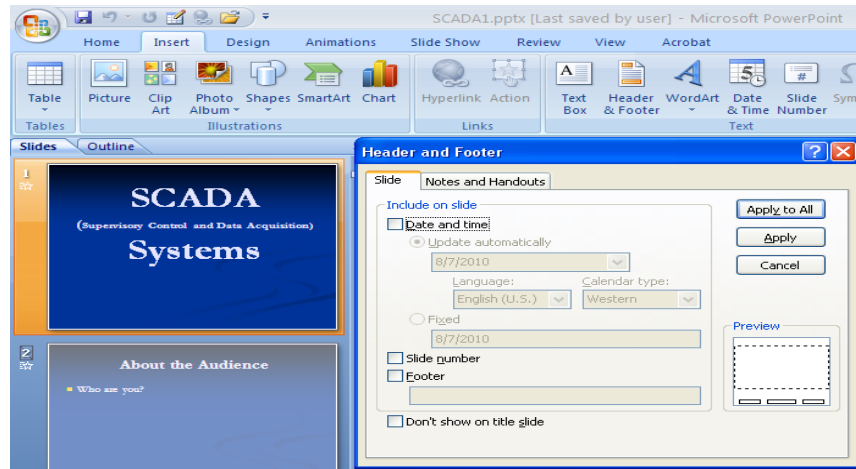 SCADA1.pptx [Last saved by user] - Microsoft PowerPoint
Home Insert Design Animations Slide Show Review View Acrobat
Table Picture Clip Art Photo Album Shapes SmartArt Chart Hyperlink Action Text Box Header & Footer WordArt Date & Time Slide Number
Tables Illustrations Links Text
Slides Outline
1
SCADA
(Supervisory Control and Data Acquisition)
Systems
2
About the Audience
Who are you?
Header and Footer
Slide Notes and Handouts
Include on slide
Date and time
Update automatically
8/7/2010
Language: Calendar type:
English (U.S.) Western
Fixed
8/7/2010
Slide number
Footer
Don't show on title slide
Apply to All
Apply
Cancel
Preview